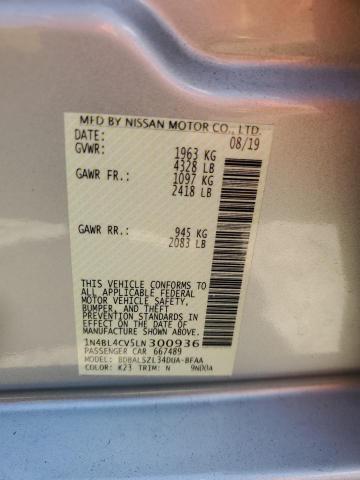 MFD BY NISSAN MOTOR CO., LTD.
DATE: 08/19
GVWR: 1963 KG
4328 LB
GAWR FR.: 1097 KG
2418 LB
GAWR RR.: 945 KG
2083 LB
THIS VEHICLE CONFORMS TO
ALL APPLICABLE FEDERAL
MOTOR VEHICLE SAFETY,
BUMPER, AND THEFT
PREVENTION STANDARDS
IN EFFECT ON THE DATE OF
MANUFACTURE SHOWN ABOVE.
1N4BL4CV5LN300936
PASSENGER CAR 667489
MODEL: BDBALSZL34DUA-BFAA
COLOR: K23 TRIM: N 9ND0A